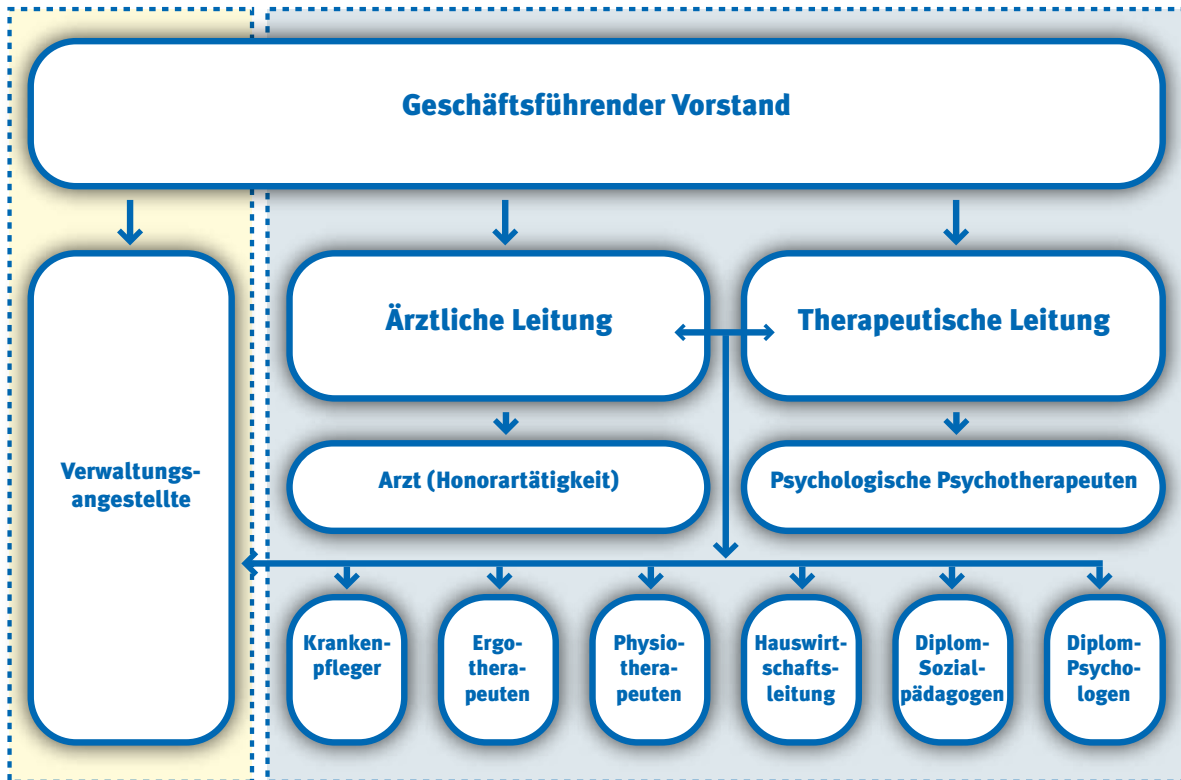 Geschäftsführender Vorstand
Ärztliche Leitung
Therapeutische Leitung
Verwaltungs-
angestellte
Arzt (Honorartätigkeit)
Psychologische Psychotherapeuten
Kranken-
pfleger
Ergo-
thera-
peuten
Physio-
thera-
peuten
Hauswirt-
schafts-
leitung
Diplom-
Sozial-
pädagogen
Diplom-
Psycho-
logen